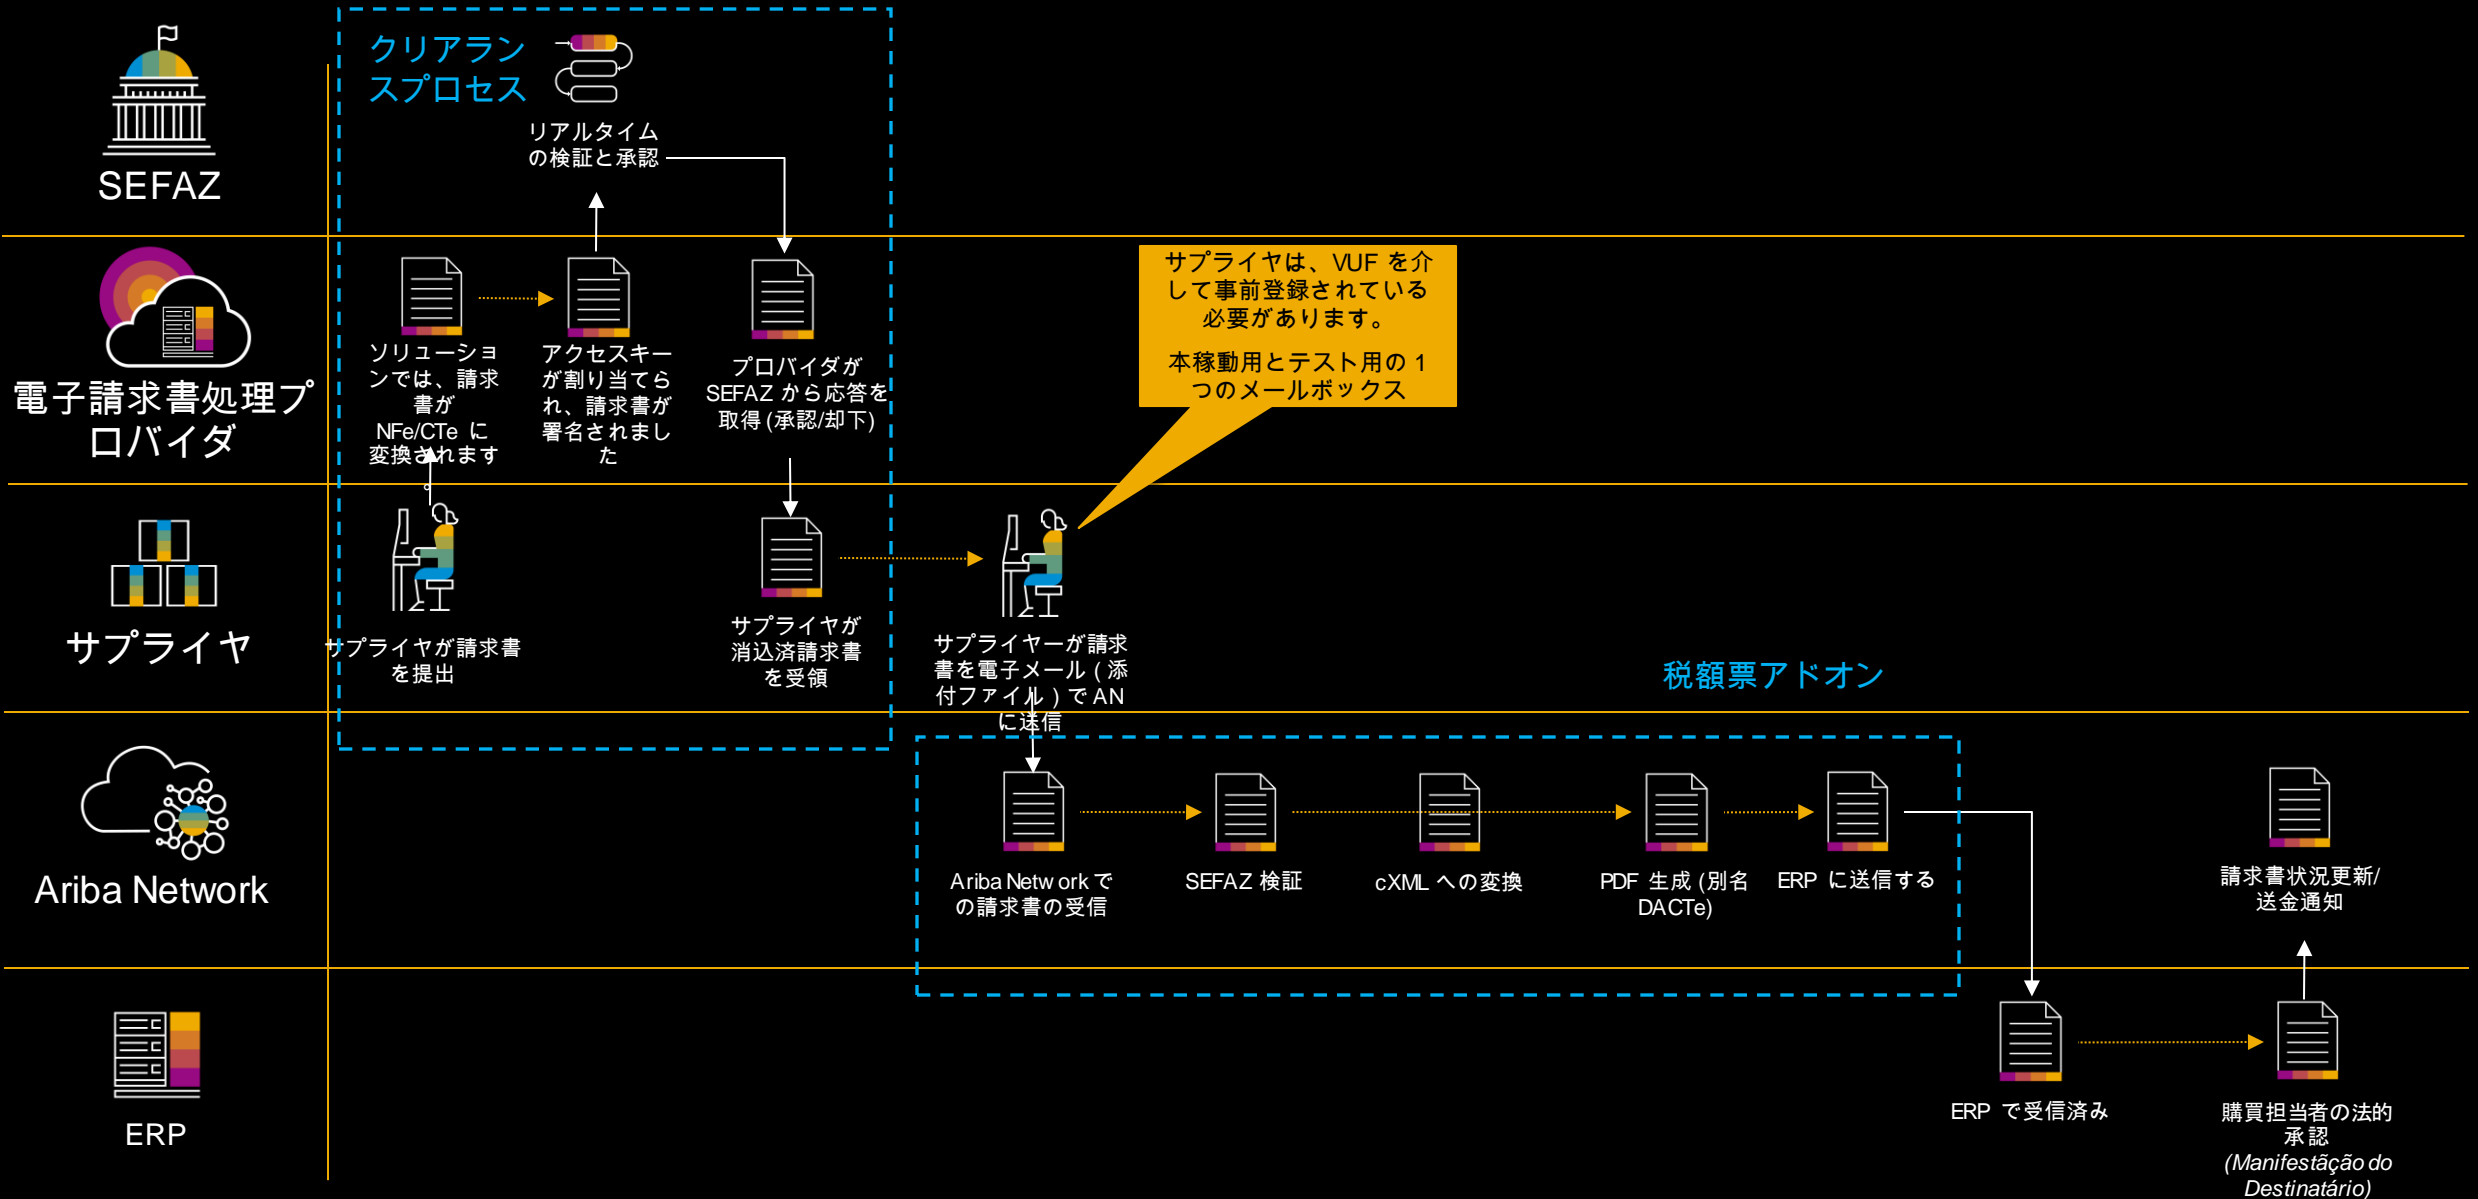 SEFAZ
クリアラン
スプロセス
リアルタイム
の検証と承認
電子請求書処理プ
ロバイダ
ソリューショ
ンでは、請求
書が
NFe/CTe に
変換されます
。
アクセスキー
が割り当てら
れ、請求書が
署名されまし
た
プロバイダが
SEFAZ から応答を
取得 (承認/却下)
サプライヤは、VUF を介
して事前登録されている
必要があります。
本稼動用とテスト用の 1
つのメールボックス
サプライヤ
サプライヤが請求書
を提出
サプライヤが
消込済請求書
を受領
サプライヤーが請求
書を電子メール ( 添
付ファイル ) で AN
に送信
税額票アドオン
Ariba Network
Ariba Network で
の請求書の受信
SEFAZ 検証
cXML への変換
PDF 生成 (別名
DACTe)
ERP に送信する
請求書状況更新/
送金通知
ERP
ERP で受信済み
購買担当者の法的
承認
(Manifestãção do
Destinatário)